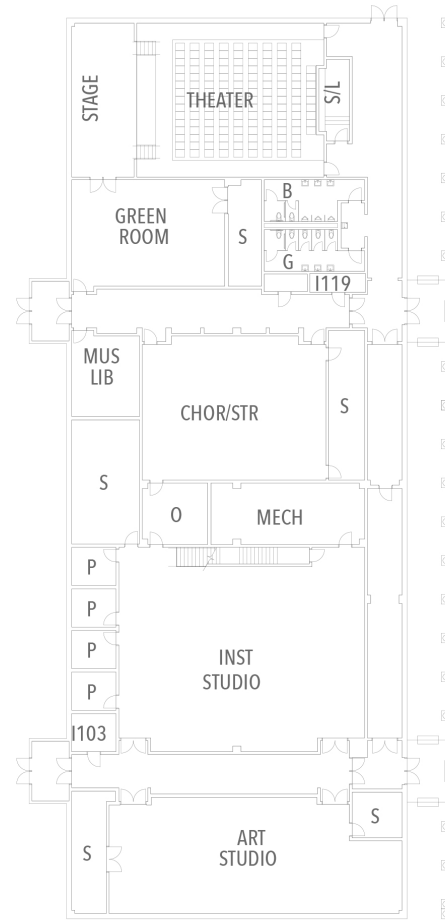 STAGE
THEATER
S/L
GREEN
ROOM
S
B
G
I119
MUS
LIB
CHOR/STR
S
S
O
MECH
P
P
P
P
INST
STUDIO
I103
S
ART
STUDIO
S